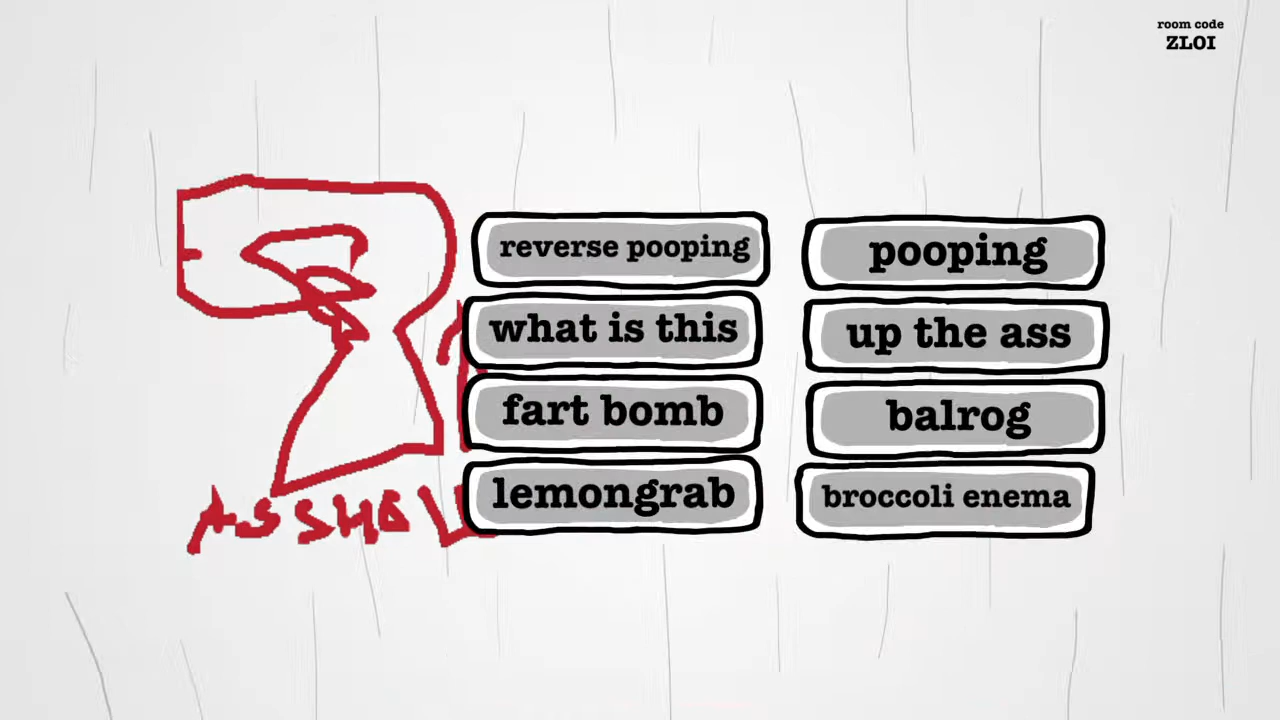 room code
ZLOI
reverse pooping
pooping
what is this
up the ass
fart bomb
balrog
lemongrab
broccoli enema